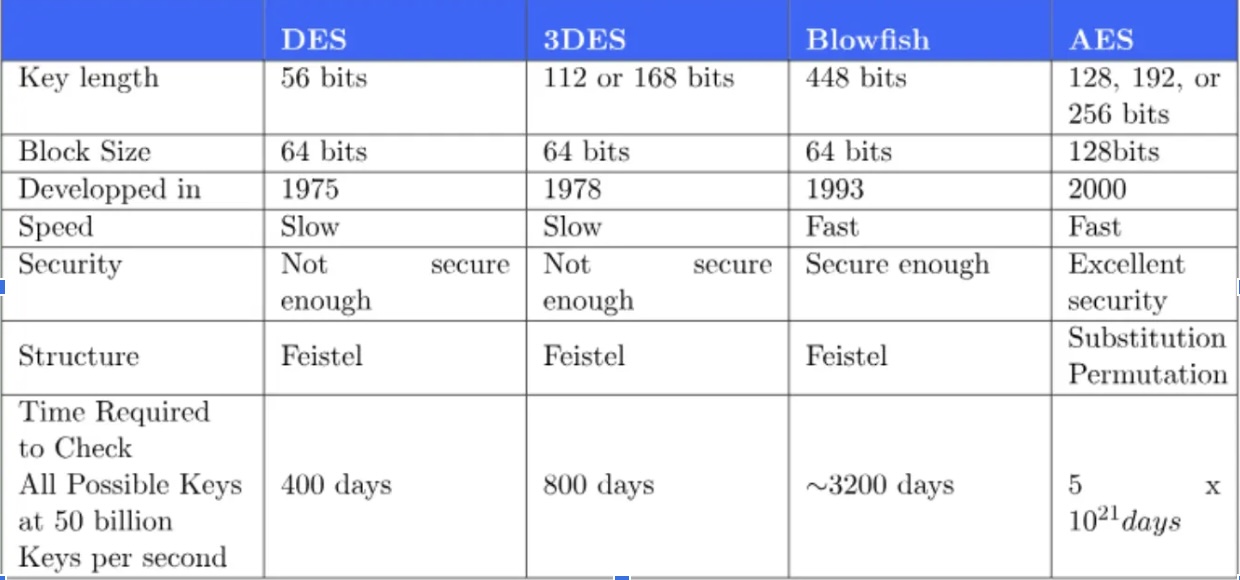 DES 3DES Blowfish AES
Key length 56 bits 112 or 168 bits 448 bits 128, 192, or
256 bits
Block Size 64 bits 64 bits 64 bits 128bits
Developped in 1975 1978 1993 2000
Speed Slow Slow Fast Fast
Security Not secure Not secure Secure enough Excellent
enough enough security
Structure Feistel Feistel Feistel Substitution
Permutation
Time Required
to Check
All Possible Keys 400 days 800 days ~3200 days 5 x
at 50 billion 10²¹days
Keys per second